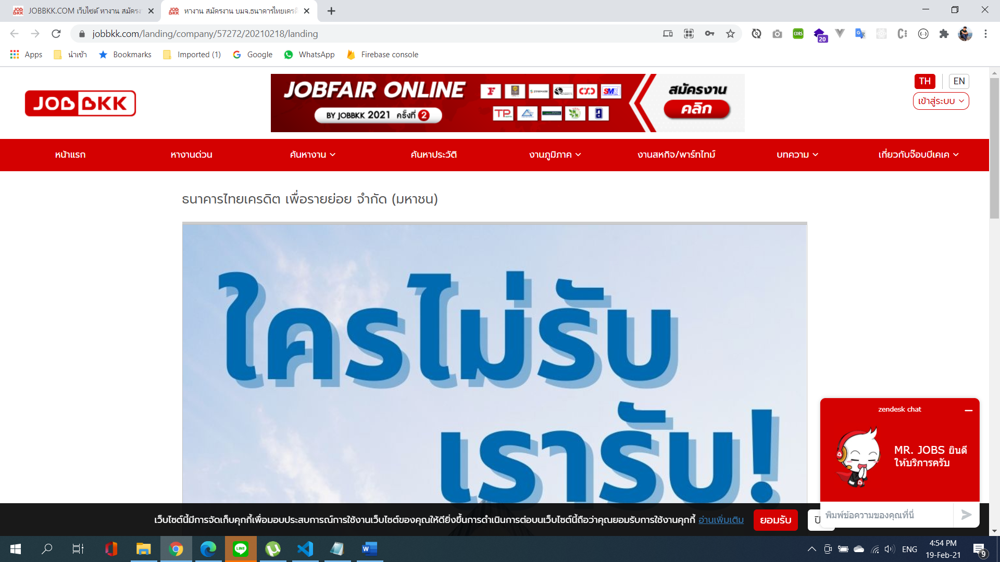 JOBBKK.COM เว็บไซต์ หางาน สมัครงา
หางาน สมัครงาน บมจ.ธนาคารไทยเครดิ
jobbkk.com/landing/company/57272/20210218/landing
CORS
20
Apps
นำเข้า
Bookmarks
Imported (1)
Google
WhatsApp
Firebase console
JOBBKK
JOBFAIR ONLINE
BY JOBBKK 2021 ครั้งที่ 2
สมัครงาน
คลิก
TH
EN
เข้าสู่ระบบ
หน้าแรก
หางานด่วน
ค้นหางาน
ค้นหาประวัติ
งานภูมิภาค
งานสหกิจ/พาร์ทไทม์
บทความ
เกี่ยวกับจ๊อบบีเคเค
ธนาคารไทยเครดิต เพื่อรายย่อย จำกัด (มหาชน)
ใครไม่รับ
เรารับ!
zendesk chat
MR. JOBS ยินดี
ให้บริการครับ
พิมพ์ข้อความของคุณที่นี่
เว็บไซต์นี้มีการจัดเก็บคุกกี้เพื่อมอบประสบการณ์การใช้งานเว็บไซต์ของคุณให้ดียิ่งขึ้นการดำเนินการต่อบนเว็บไซต์นี้ถือว่าคุณยอมรับการใช้งานคุกกี้ อ่านเพิ่มเติม
ยอมรับ
ENG
4:54 PM
19-Feb-21
9